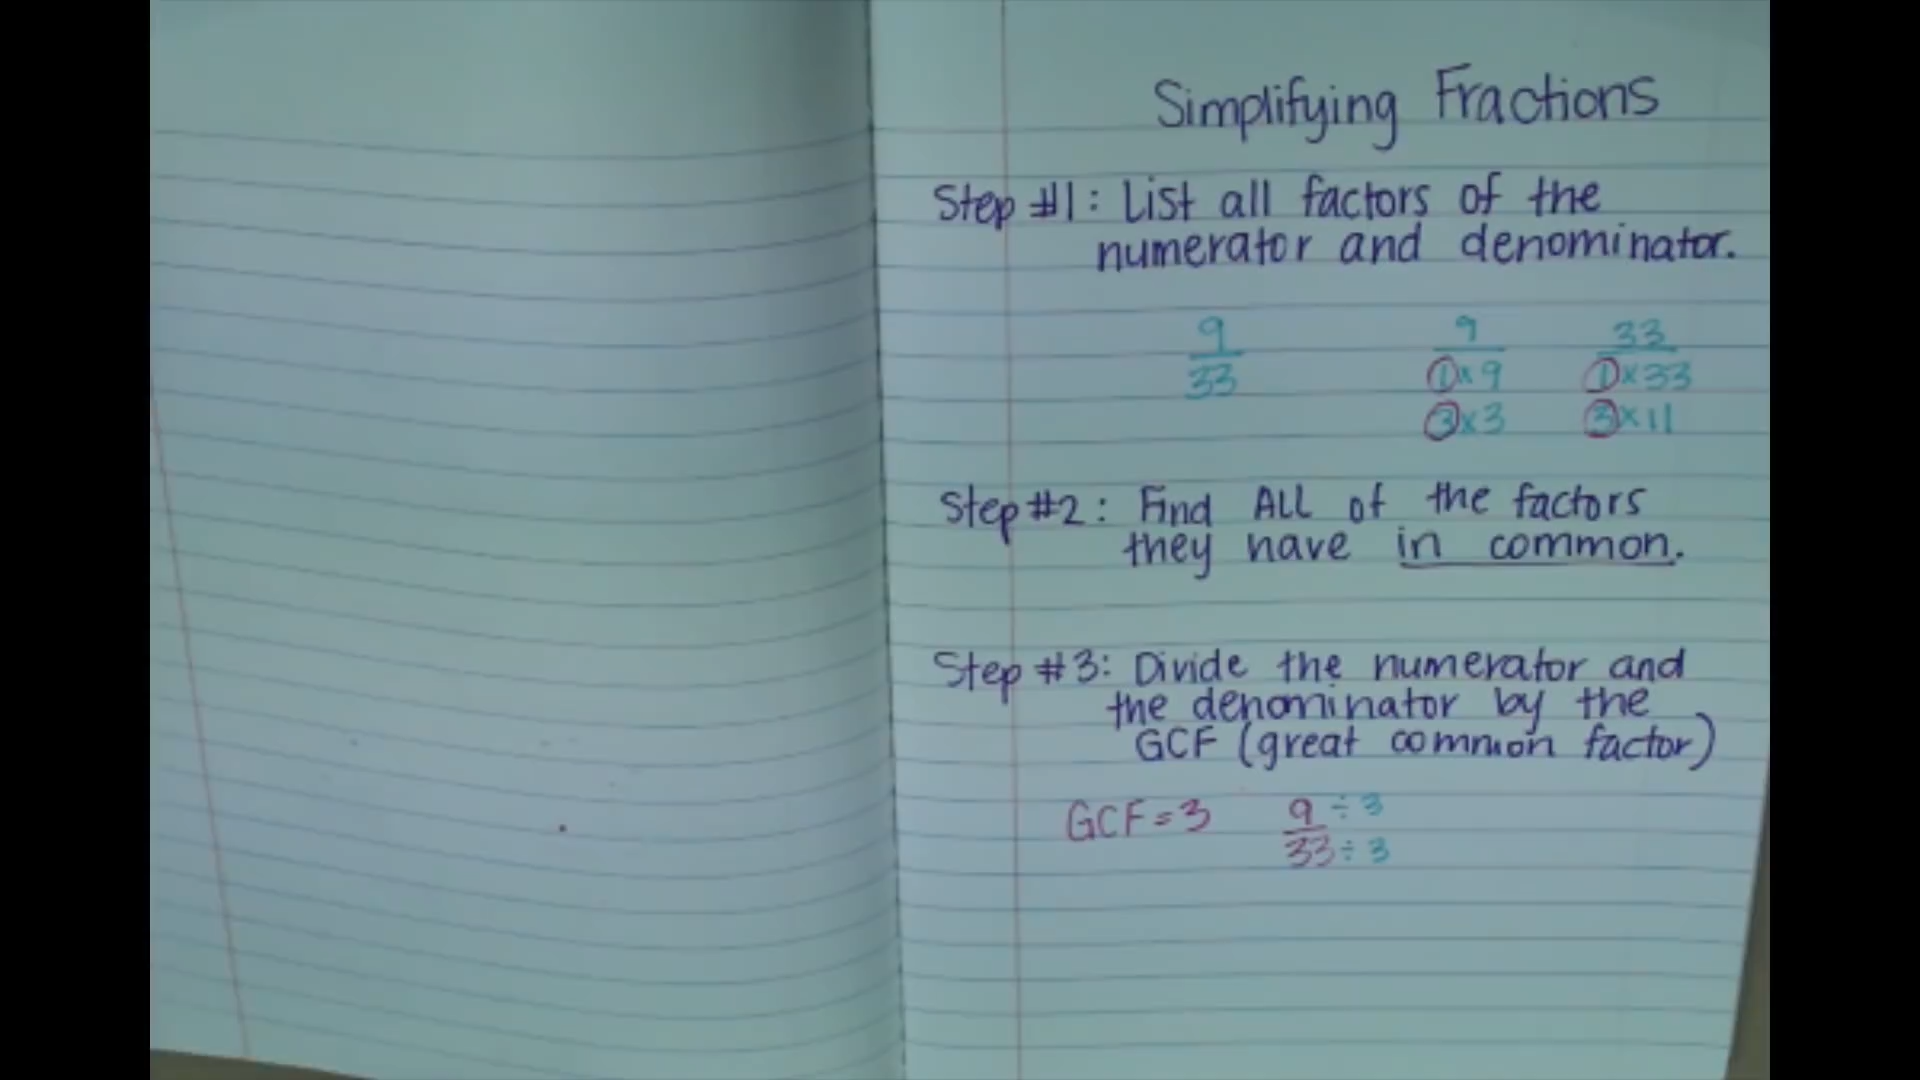 Simplifying Fractions
Step #1: List all factors of the
numerator and denominator.
9 9 33
33 1x9 1x33
3x3 3x11
Step #2: Find ALL of the factors
they have in common.
Step #3: Divide the numerator and
the denominator by the
GCF (great common factor)
GCF = 3 9 ÷ 3
33 ÷ 3